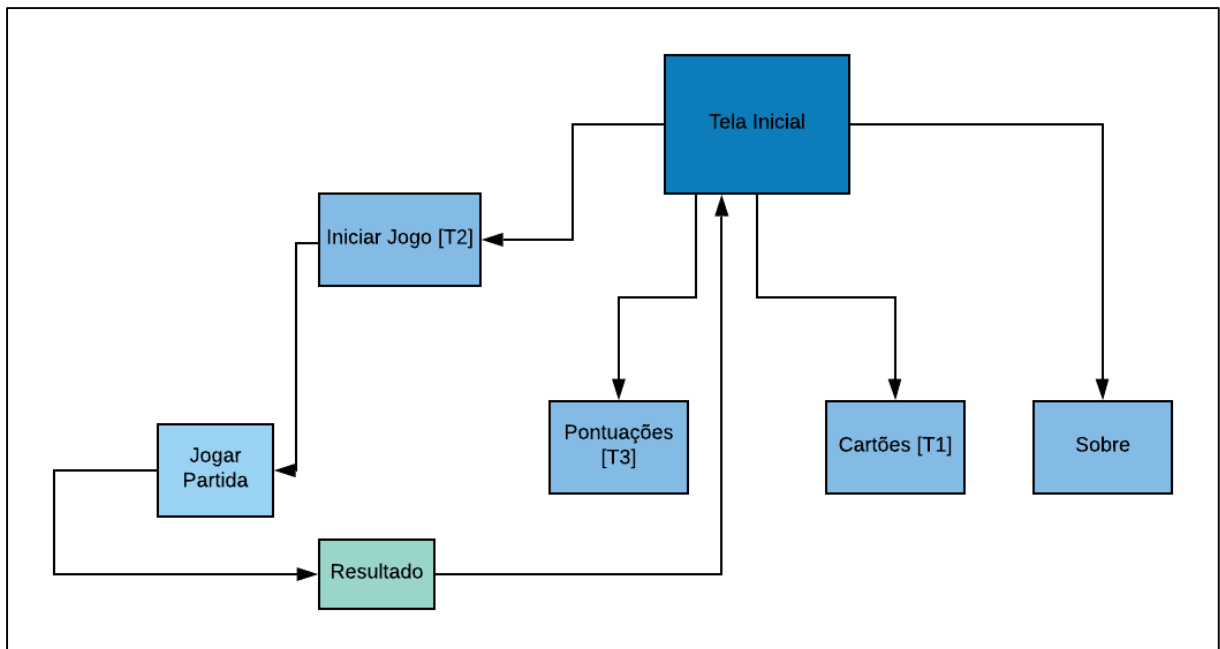 Tela Inicial
Iniciar Jogo [T2]
Pontuações
[T3]
Cartões [T1]
Sobre
Jogar
Partida
Resultado